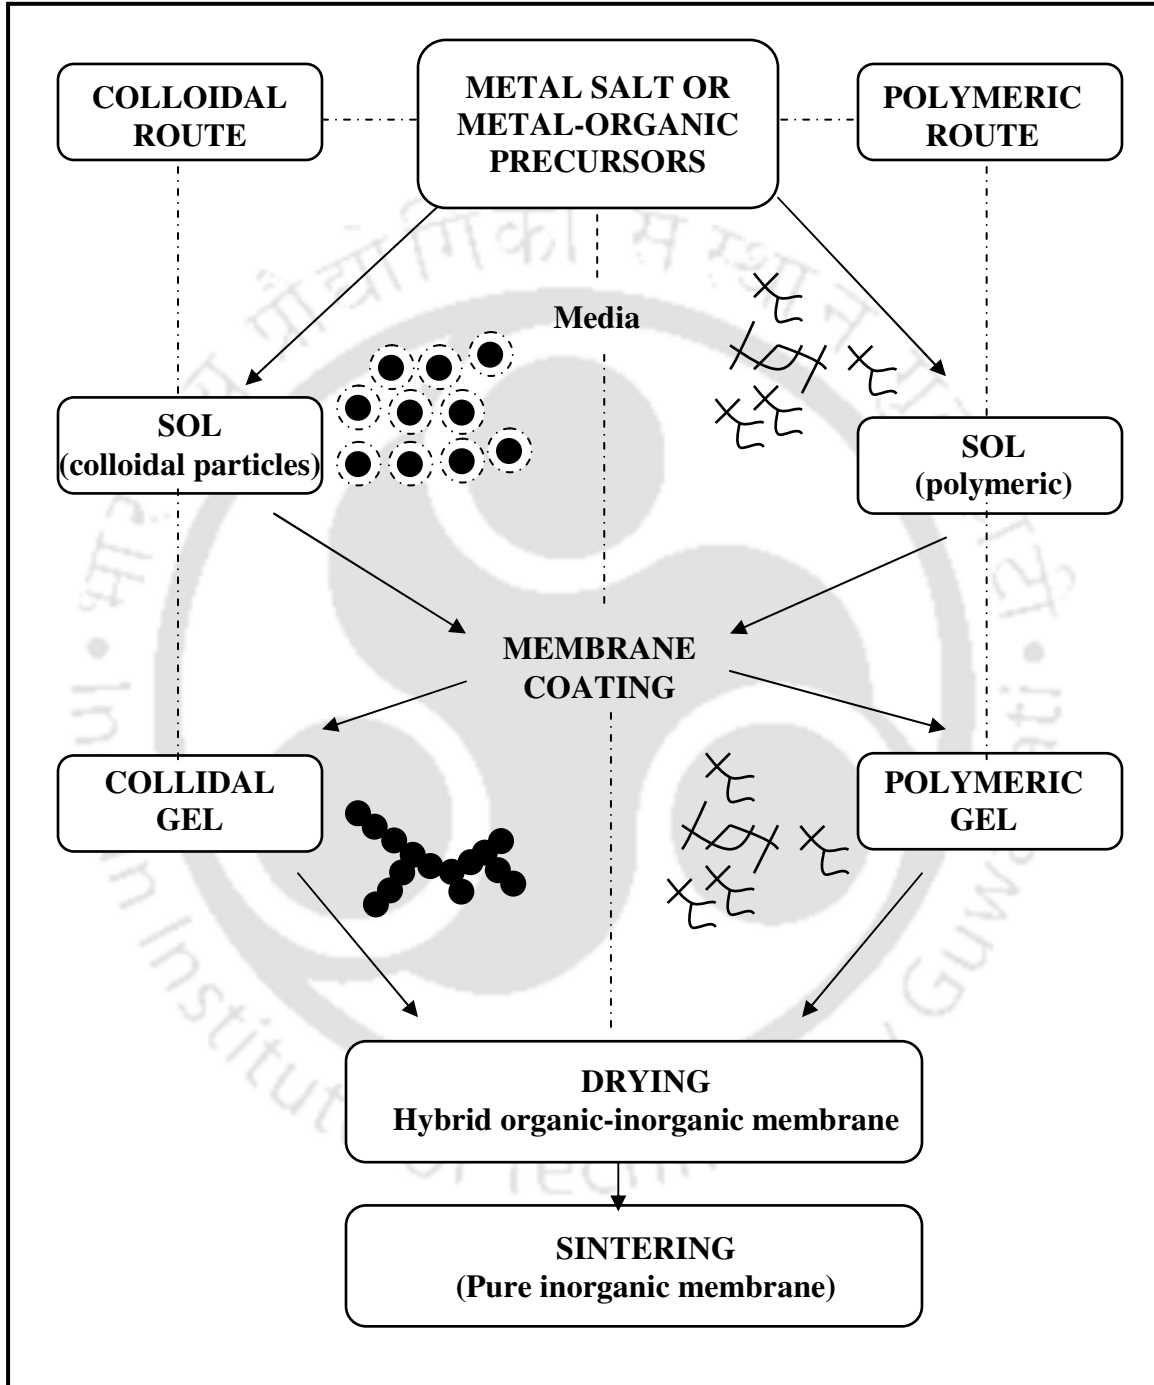 COLLOIDAL
ROUTE
METAL SALT OR
METAL-ORGANIC
PRECURSORS
POLYMERIC
ROUTE
Media
SOL
(colloidal particles)
SOL
(polymeric)
MEMBRANE
COATING
COLLIDAL
GEL
POLYMERIC
GEL
DRYING
Hybrid organic-inorganic membrane
SINTERING
(Pure inorganic membrane)